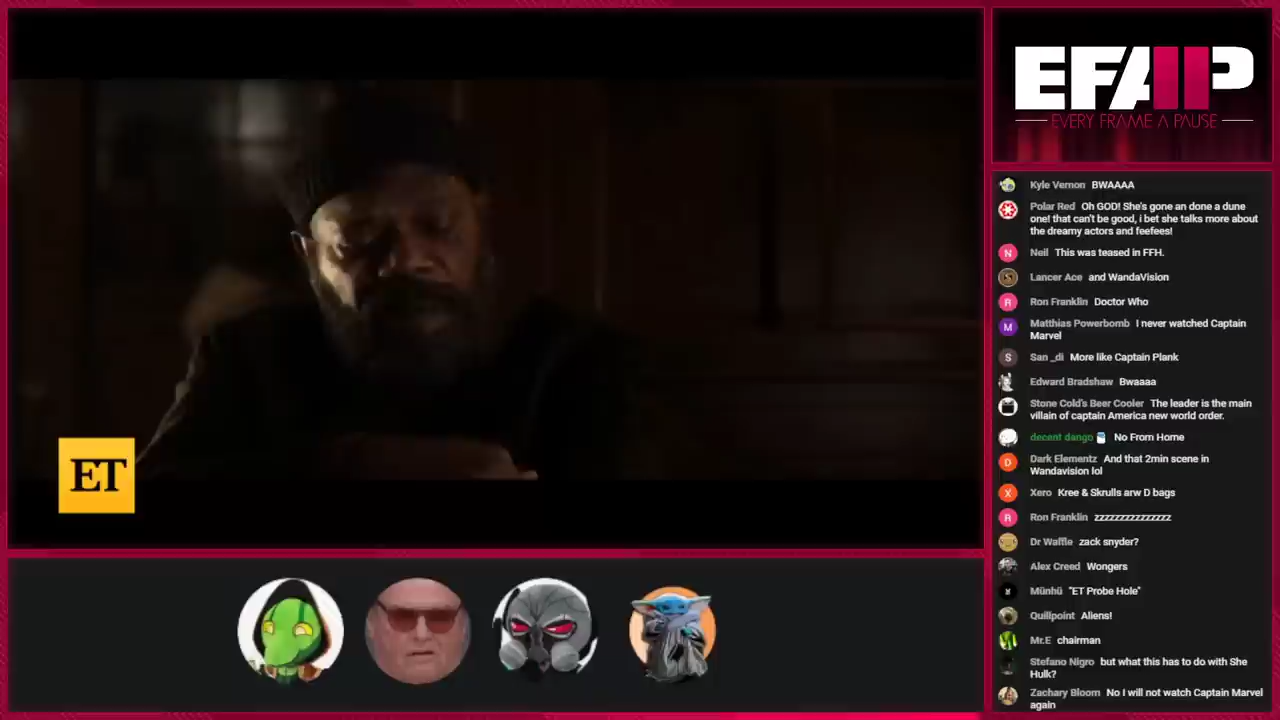 EFAP
EVERY FRAME A PAUSE
Kyle Vernon BWAAAA
Polar Red Oh GOD! She's gone an done a dune
one! that can't be good, i bet she talks more about
the dreamy actors and feefees!
N Neil This was teased in FFH.
Lancer Ace and WandaVision
R Ron Franklin Doctor Who
M Matthias Powerbomb I never watched Captain
Marvel
S San _di More like Captain Plank
Edward Bradshaw Bwaaaa
Stone Cold's Beer Cooler The leader is the main
villain of captain America new world order.
decent dango No From Home
D Dark Elementz And that 2min scene in
Wandavision lol
X Xero Kree & Skrulls arw D bags
R Ron Franklin zzzzzzzzzzzzzzz
Dr Waffle zack snyder?
Alex Creed Wongers
Münhü "ET Probe Hole"
Quillpoint Aliens!
Mr.E chairman
Stefano Nigro but what this has to do with She
Hulk?
Zachary Bloom No I will not watch Captain Marvel
again
ET